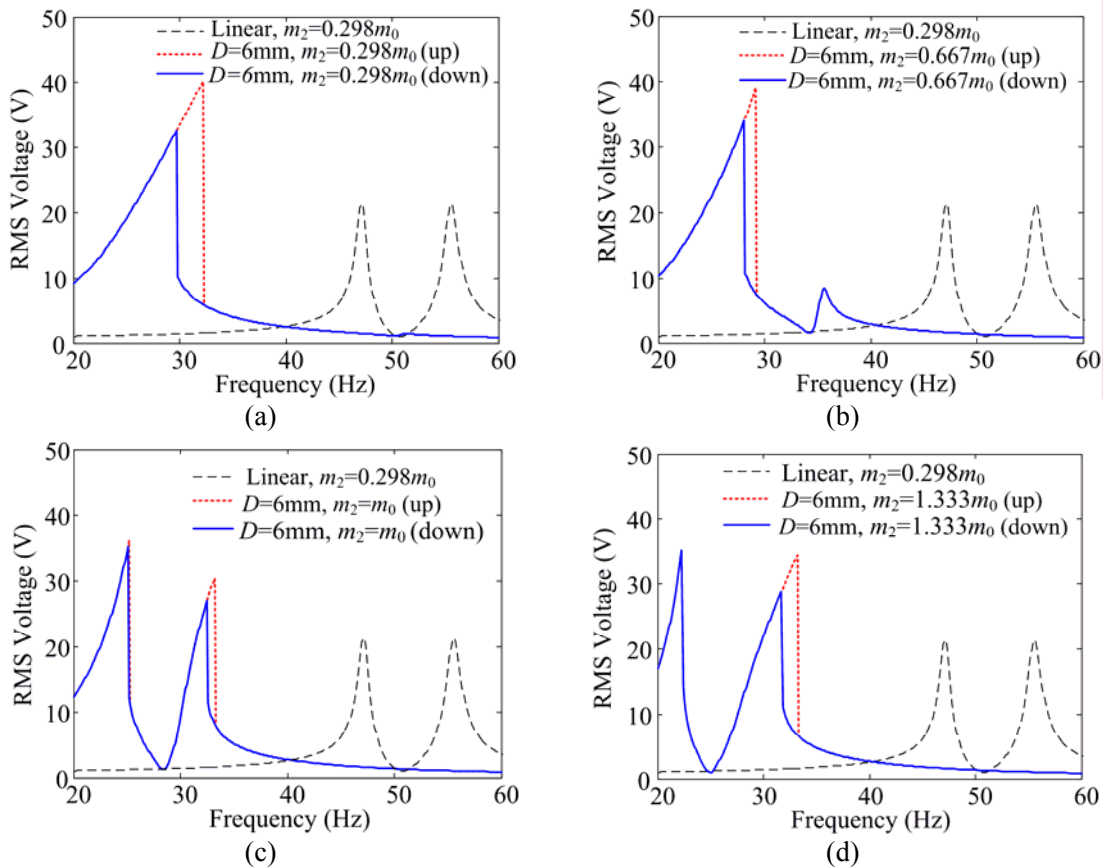 50
40
30
20
10
0
RMS Voltage (V)
Linear, m₂=0.298m₀
D=6mm, m₂=0.298m₀ (up)
D=6mm, m₂=0.298m₀ (down)
20 30 40 50 60
Frequency (Hz)
(a)
50
40
30
20
10
0
RMS Voltage (V)
Linear, m₂=0.298m₀
D=6mm, m₂=0.667m₀ (up)
D=6mm, m₂=0.667m₀ (down)
20 30 40 50 60
Frequency (Hz)
(b)
50
40
30
20
10
0
RMS Voltage (V)
Linear, m₂=0.298m₀
D=6mm, m₂=m₀ (up)
D=6mm, m₂=m₀ (down)
20 30 40 50 60
Frequency (Hz)
(c)
50
40
30
20
10
0
RMS Voltage (V)
Linear, m₂=0.298m₀
D=6mm, m₂=1.333m₀ (up)
D=6mm, m₂=1.333m₀ (down)
20 30 40 50 60
Frequency (Hz)
(d)